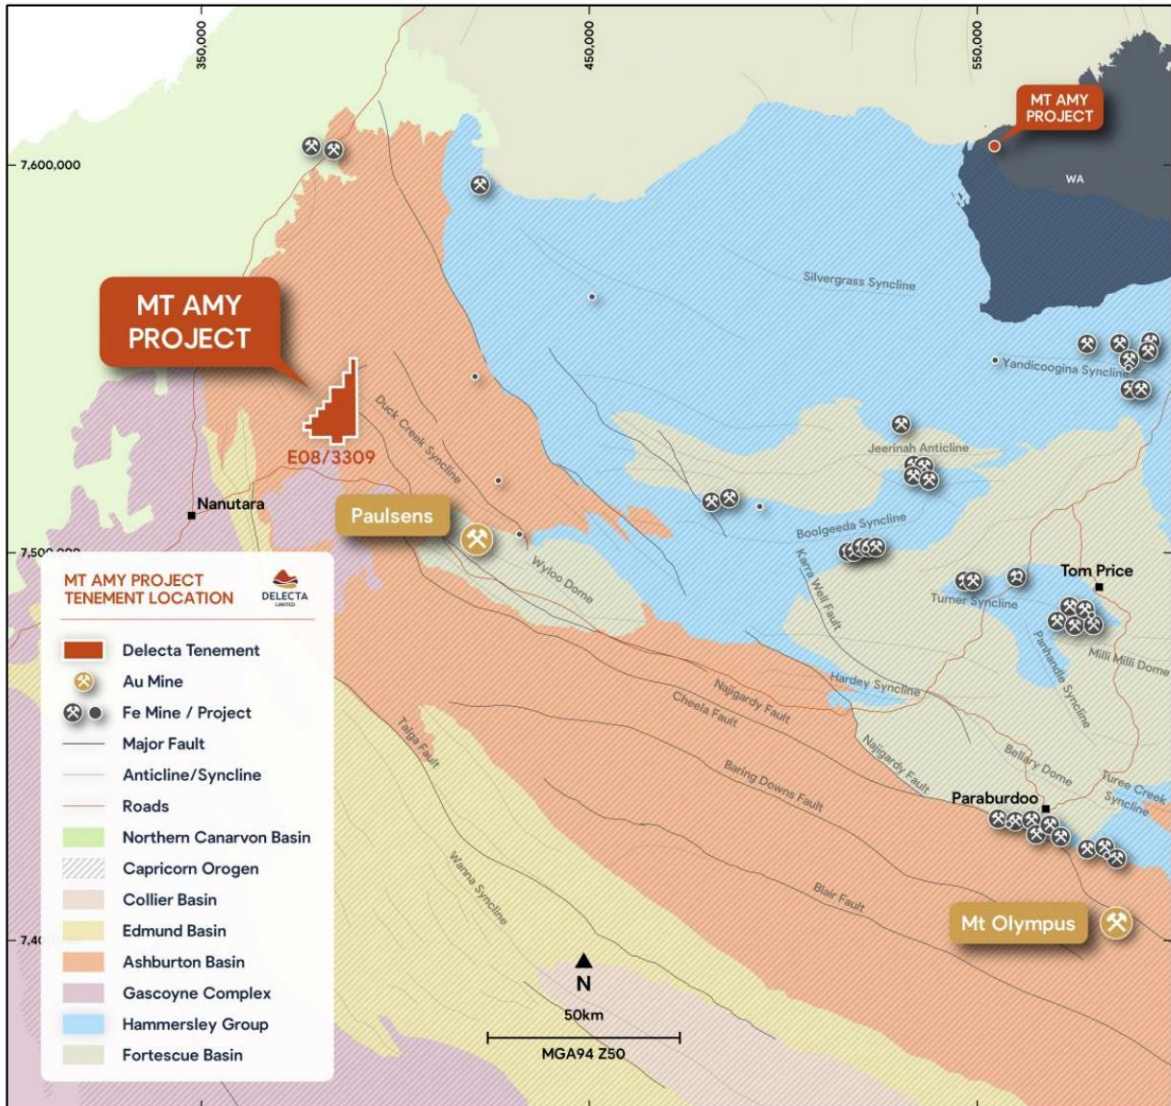 350,000
450,000
550,000
7,600,000
MT AMY
PROJECT
WA
Silvergrass Syncline
MT AMY
PROJECT
Yandicoogina Syncline
E08/3309
Duck Creek Syncline
Jeerinah Anticline
Nanutara
Paulsens
Boolgeeda Syncline
Karra Well Fault
Wyloo Dome
Tom Price
Turner Syncline
Panhandle Syncline
Milli Milli Dome
Hardey Syncline
Najigardy Fault
Cheela Fault
Talga Fault
Najigardy Fault
Bellary Dome
Turee Creek
Syncline
Baring Downs Fault
Paraburdoo
Wanna Syncline
Blair Fault
Mt Olympus
MT AMY PROJECT
TENEMENT LOCATION
DELECTA
LIMITED
Delecta Tenement
Au Mine
Fe Mine / Project
Major Fault
Anticline/Syncline
Roads
Northern Canarvon Basin
Capricorn Orogen
Collier Basin
Edmund Basin
Ashburton Basin
Gascoyne Complex
Hammersley Group
Fortescue Basin
N
50km
MGA94 Z50